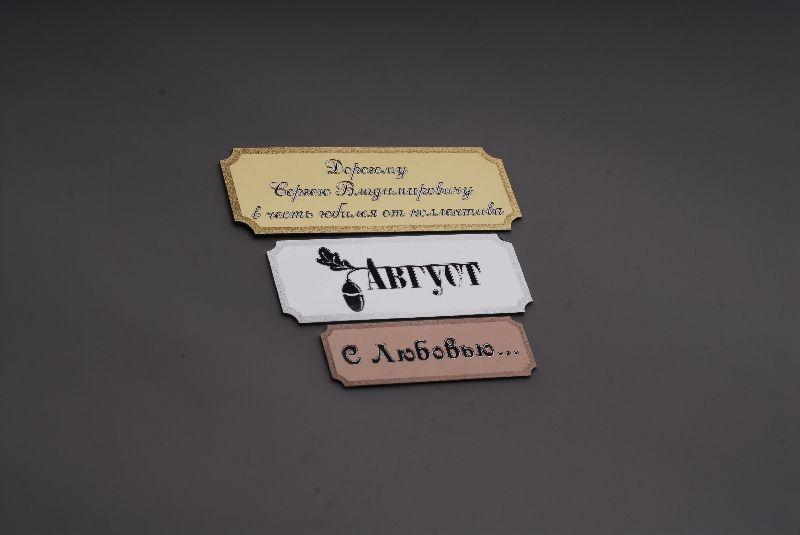 Дорогому
Сергею Владимировичу
в честь юбилея от коллектива
Август
С Любовью...